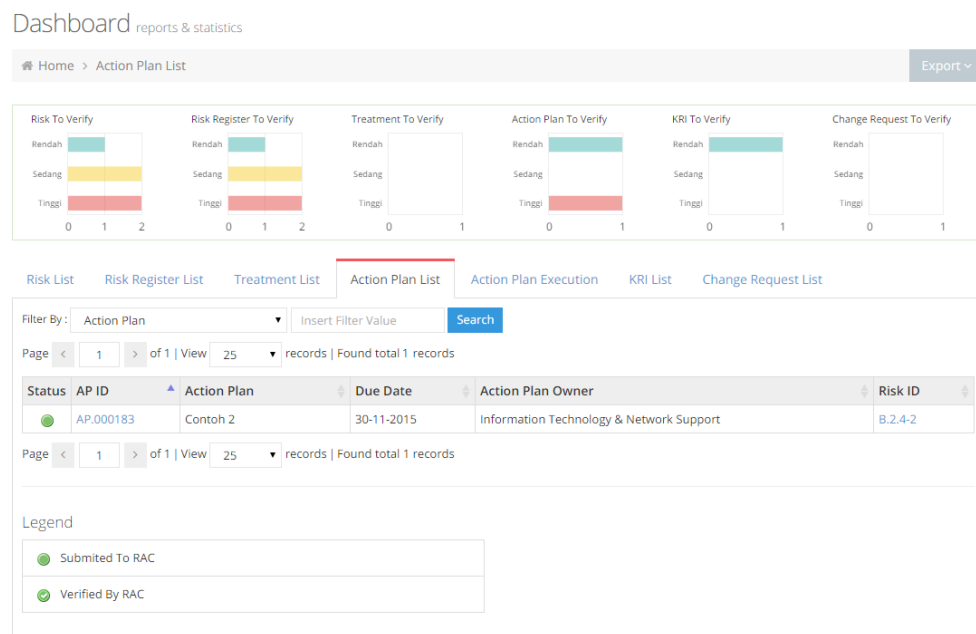 Dashboard reports & statistics
Home > Action Plan List
Export
Risk To Verify
Rendah
Sedang
Tinggi
0 1 2
Risk Register To Verify
Rendah
Sedang
Tinggi
0 1 2
Treatment To Verify
Rendah
Sedang
Tinggi
0 1
Action Plan To Verify
Rendah
Sedang
Tinggi
0 1
KRI To Verify
Rendah
Sedang
Tinggi
0 1
Change Request To Verify
Rendah
Sedang
Tinggi
0 1
Risk List Risk Register List Treatment List Action Plan List Action Plan Execution KRI List Change Request List
Filter By : Action Plan Insert Filter Value Search
Page < 1 > of 1 | View 25 records | Found total 1 records
Status AP ID Action Plan Due Date Action Plan Owner Risk ID
AP.000183 Contoh 2 30-11-2015 Information Technology & Network Support B.2.4-2
Page < 1 > of 1 | View 25 records | Found total 1 records
Legend
Submited To RAC
Verified By RAC